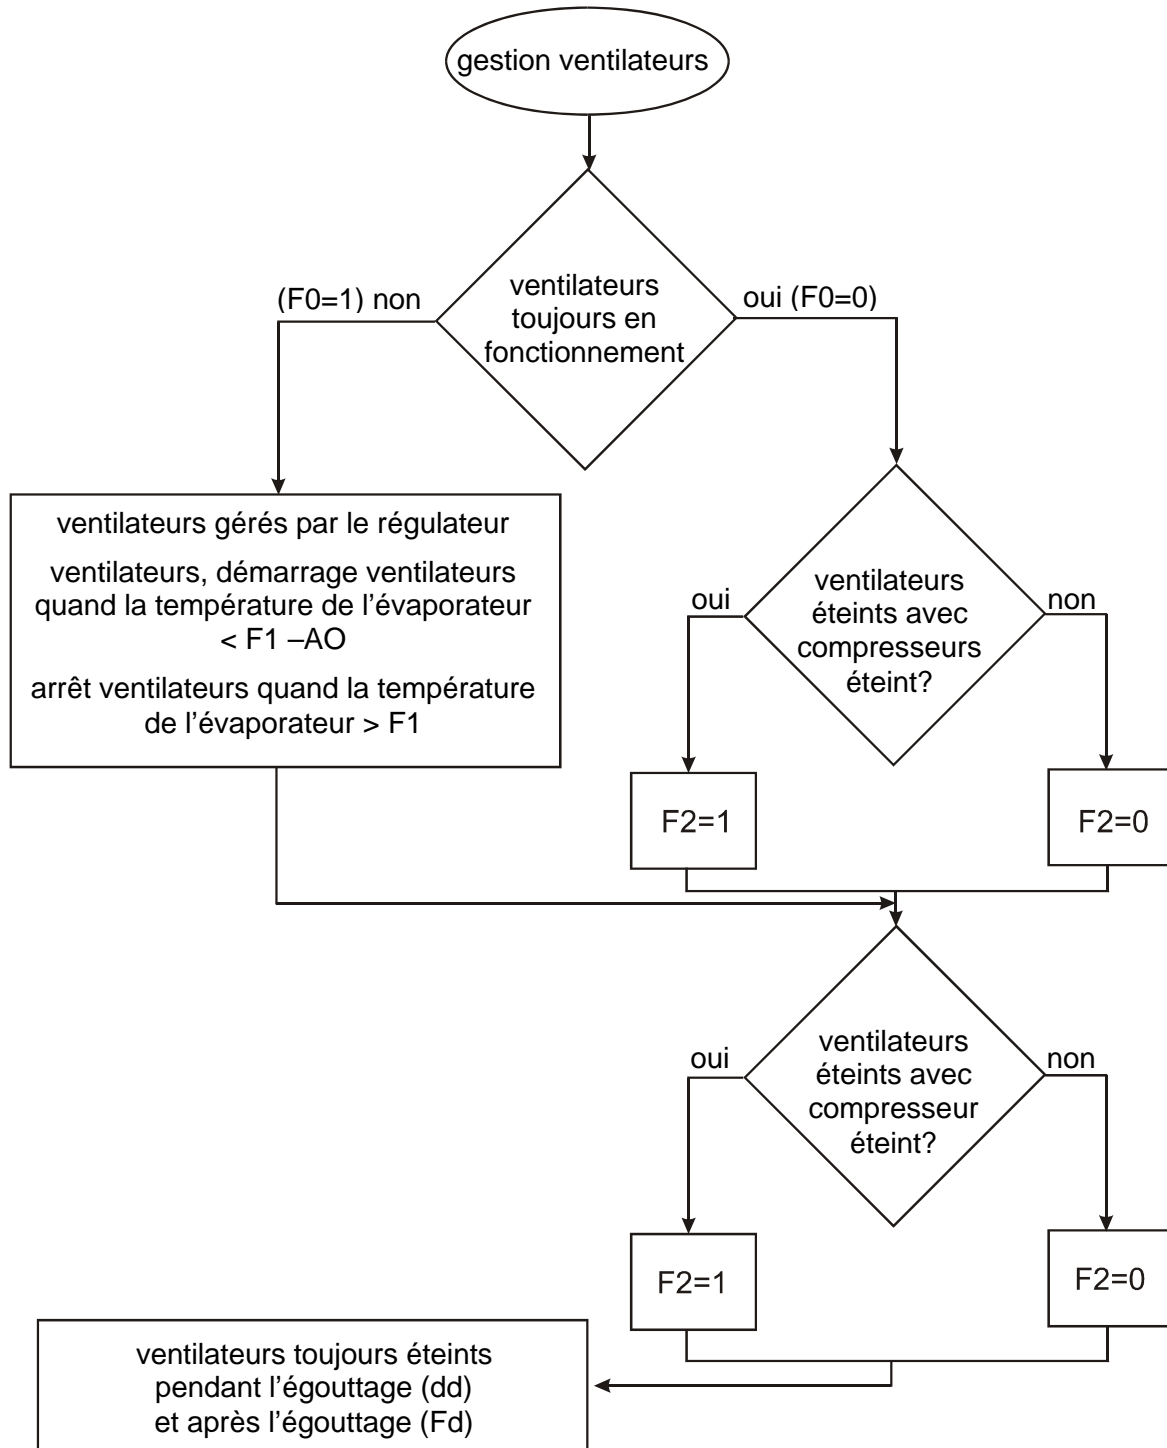 gestion ventilateurs
ventilateurs
toujours en
fonctionnement
(F0=1) non
oui (F0=0)
ventilateurs gérés par le régulateur
ventilateurs, démarrage ventilateurs
quand la température de l’évaporateur
< F1 –AO
arrêt ventilateurs quand la température
de l’évaporateur > F1
ventilateurs
éteints avec
compresseurs
éteint?
oui
non
F2=1
F2=0
ventilateurs
éteints avec
compresseur
éteint?
oui
non
F2=1
F2=0
ventilateurs toujours éteints
pendant l’égouttage (dd)
et après l’égouttage (Fd)